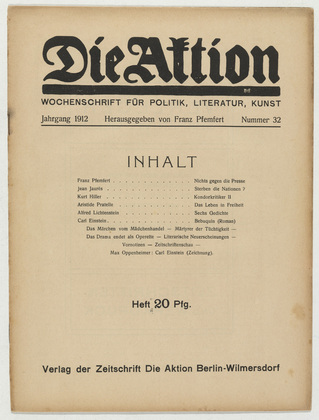 Die Aktion
WOCHENSCHRIFT FÜR POLITIK, LITERATUR, KUNST
Jahrgang 1912 Herausgegeben von Franz Pfemfert Nummer 32
INHALT
Franz Pfemfert . . . . . . . . . . . . . Nichts gegen die Presse
Jean Jaurès . . . . . . . . . . . . . Sterben die Nationen ?
Kurt Hiller . . . . . . . . . . . . . Kondorkritiker II
Aristide Pratelle . . . . . . . . . . . . . Das Leben in Freiheit
Alfred Lichtenstein . . . . . . . . . . . . . Sechs Gedichte
Carl Einstein . . . . . . . . . . . . . Bebuquin (Roman)
Das Märchen vom Mädchenhandel — Märtyrer der Tüchtigkeit —
Das Drama endet als Operette — Literarische Neuerscheinungen —
Vornotizen — Zeitschriftenschau —
Max Oppenheimer: Carl Einstein (Zeichnung).
Heft 20 Pfg.
Verlag der Zeitschrift Die Aktion Berlin-Wilmersdorf